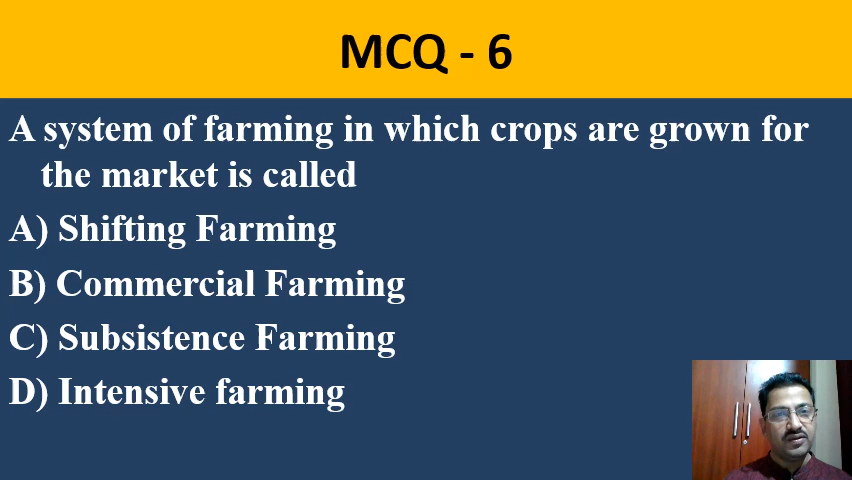 MCQ - 6
A system of farming in which crops are grown for
the market is called
A) Shifting Farming
B) Commercial Farming
C) Subsistence Farming
D) Intensive farming